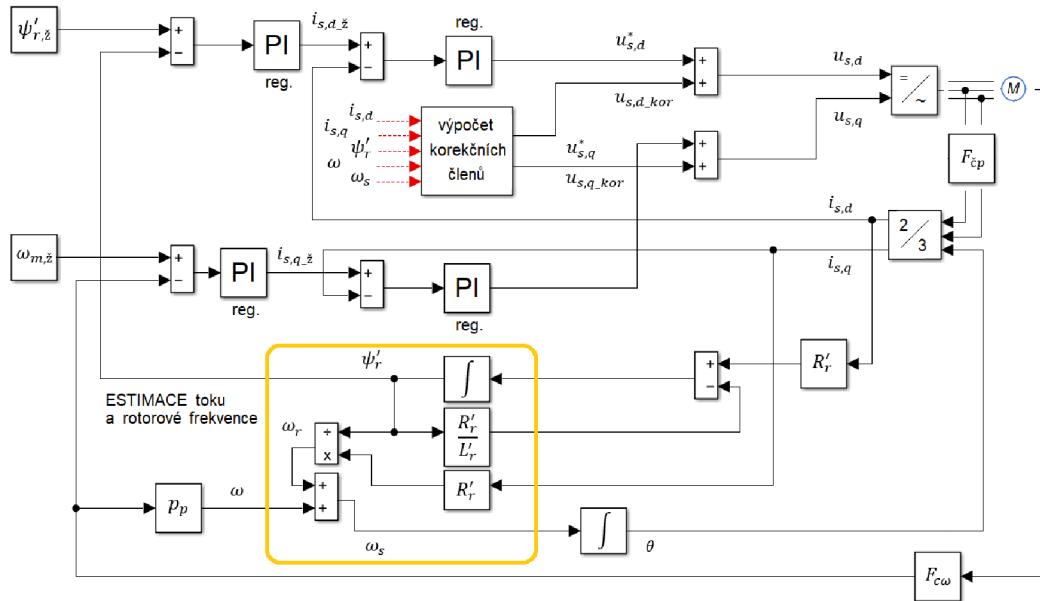 ψ′r,ž
+
−
PI
reg.
is,d_ž
+
−
reg.
PI
u*s,d
us,d_kor
+
+
us,d
us,q
=
~
M
is,d
is,q
ψ′r
ω
ωs
výpočet
korekčních
členů
u*s,q
us,q_kor
+
+
Fčp
is,d
2
3
is,q
ωm,ž
+
−
PI
reg.
is,q_ž
+
−
PI
reg.
ψ′r
∫
+
−
R′r
ESTIMACE toku
a rotorové frekvence
ωr
÷
x
R′r
L′r
R′r
pp
ω
+
+
ωs
∫
θ
Fcω